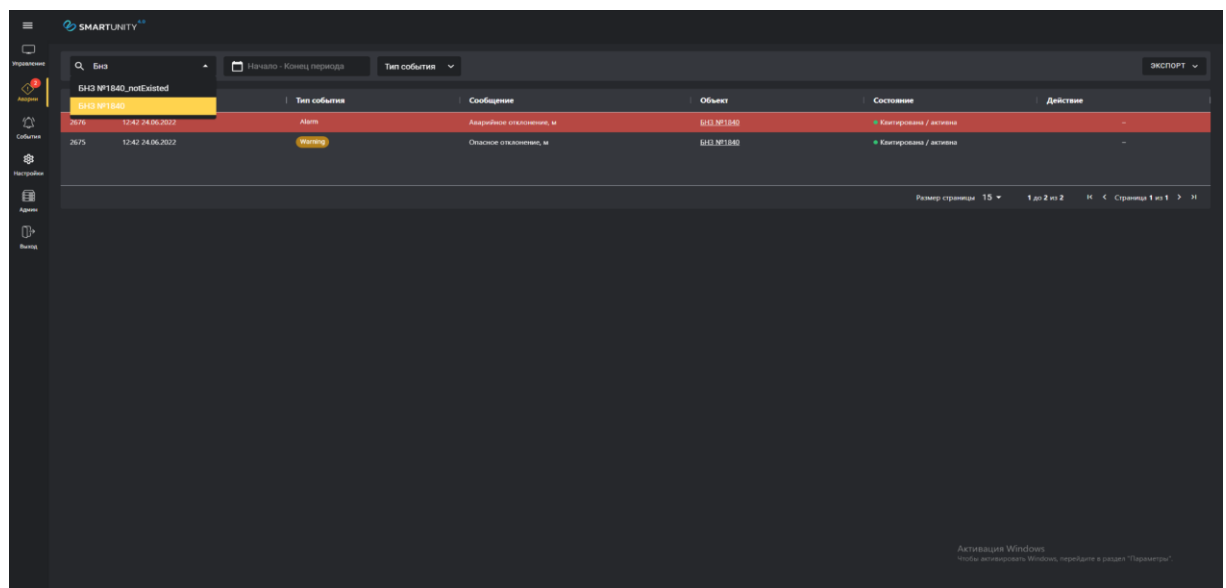 SMARTUNITY
Управление
Бнз
Начало - Конец периода
Тип события
ЭКСПОРТ
БНЗ №1840_notExisted
БНЗ №1840
Аварии
2
Тип события
Сообщение
Объект
Состояние
Действие
2676
12:42 24.06.2022
Alarm
Аварийное отклонение, м
БНЗ №1840
Квитирована / активна
–
События
2675
12:42 24.06.2022
Warning
Опасное отклонение, м
БНЗ №1840
Квитирована / активна
–
Настройки
Админ
Размер страницы 15
1 до 2 из 2
Страница 1 из 1
Выход
Активация Windows
Чтобы активировать Windows, перейдите в раздел "Параметры".